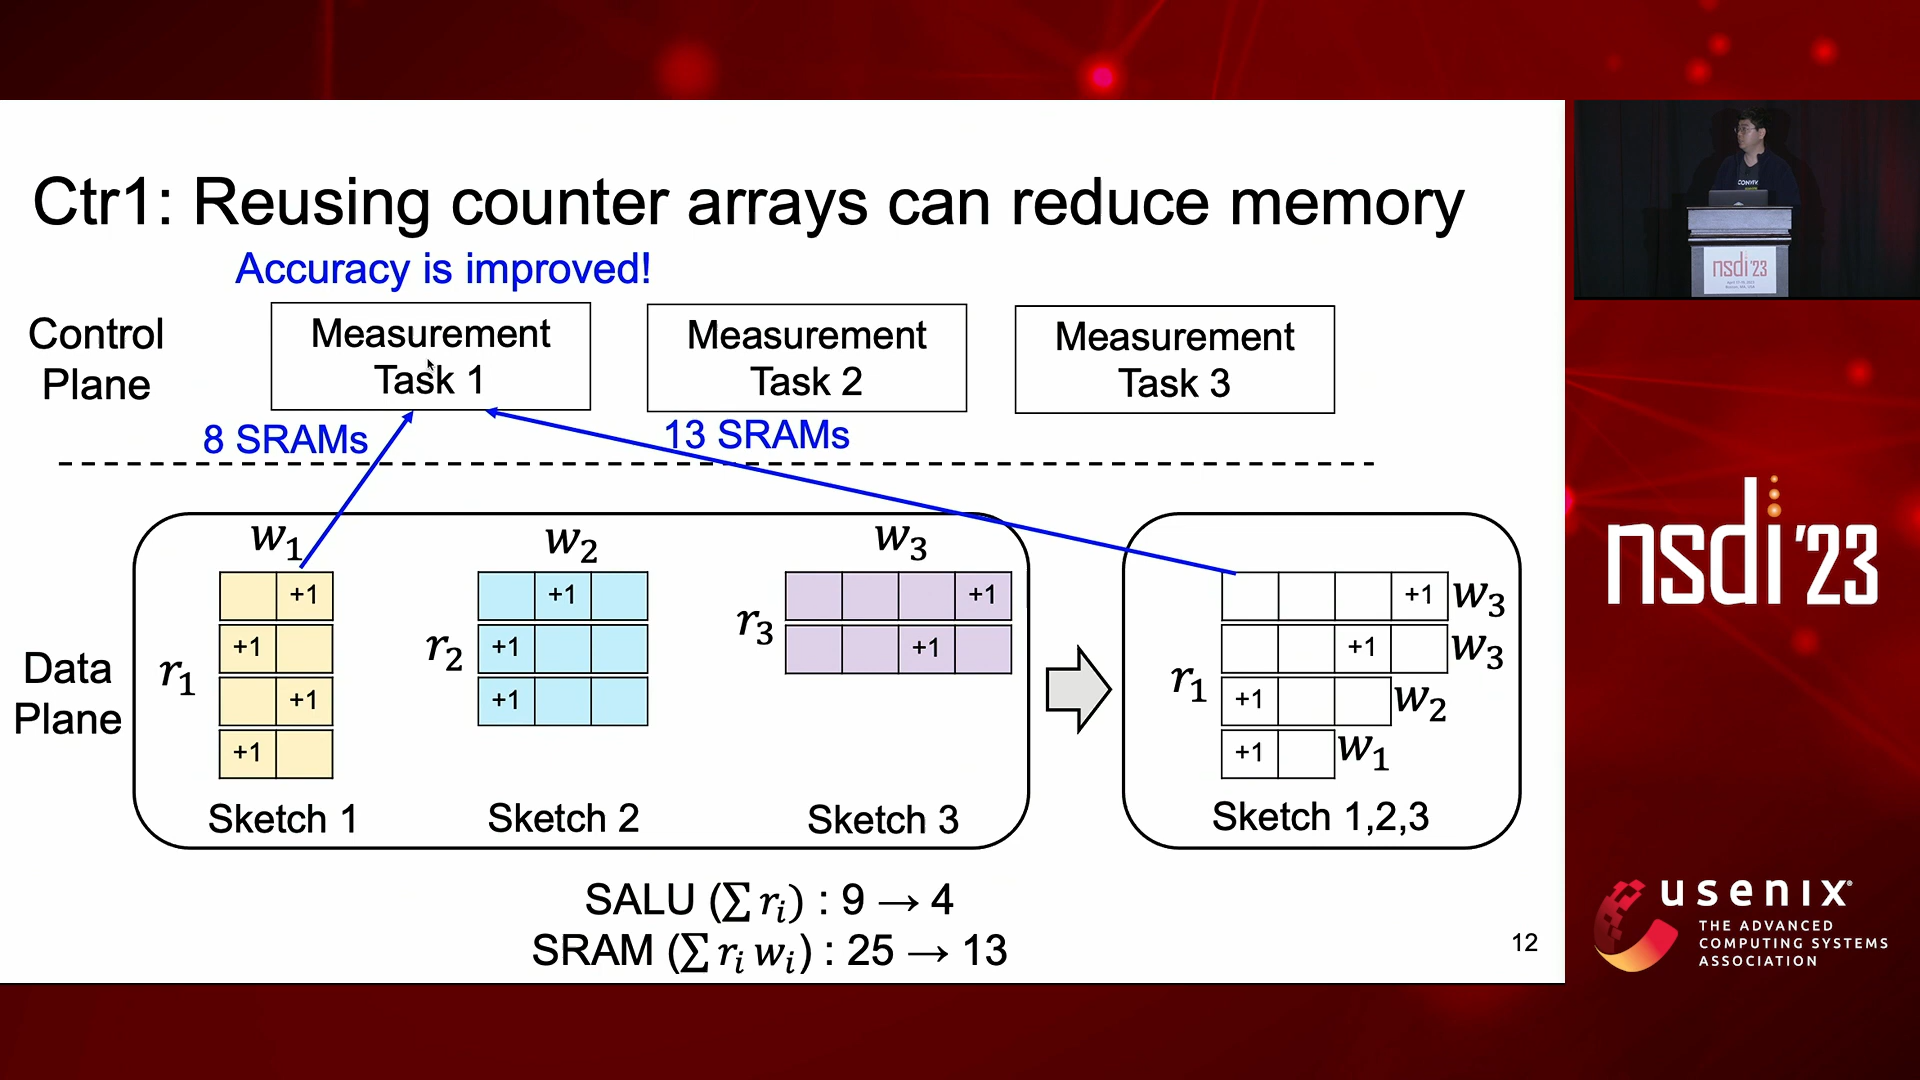 Ctr1: Reusing counter arrays can reduce memory
Accuracy is improved!
Control
Plane
Measurement
Task 1
Measurement
Task 2
Measurement
Task 3
8 SRAMs
13 SRAMs
Data
Plane
w₁
r₁
+1
+1
+1
+1
Sketch 1
w₂
r₂
+1
+1
+1
Sketch 2
w₃
r₃
+1
+1
Sketch 3
r₁
+1 w₃
+1 w₃
+1 w₂
+1 w₁
Sketch 1,2,3
SALU (∑ rᵢ) : 9 → 4
SRAM (∑ rᵢ wᵢ) : 25 → 13
12
nsdi '23
nsdi '23
usenix
THE ADVANCED
COMPUTING SYSTEMS
ASSOCIATION